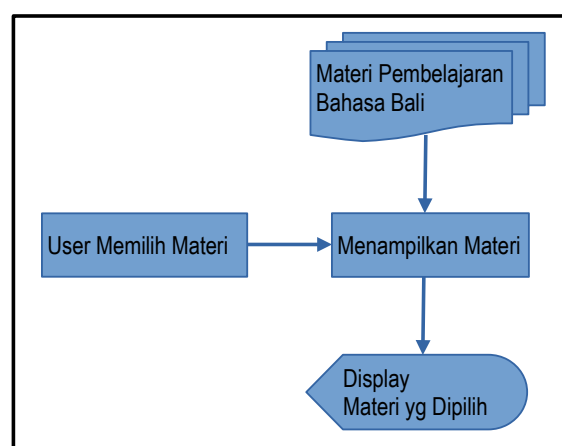 Materi Pembelajaran
Bahasa Bali
User Memilih Materi
Menampilkan Materi
Display
Materi yg Dipilih